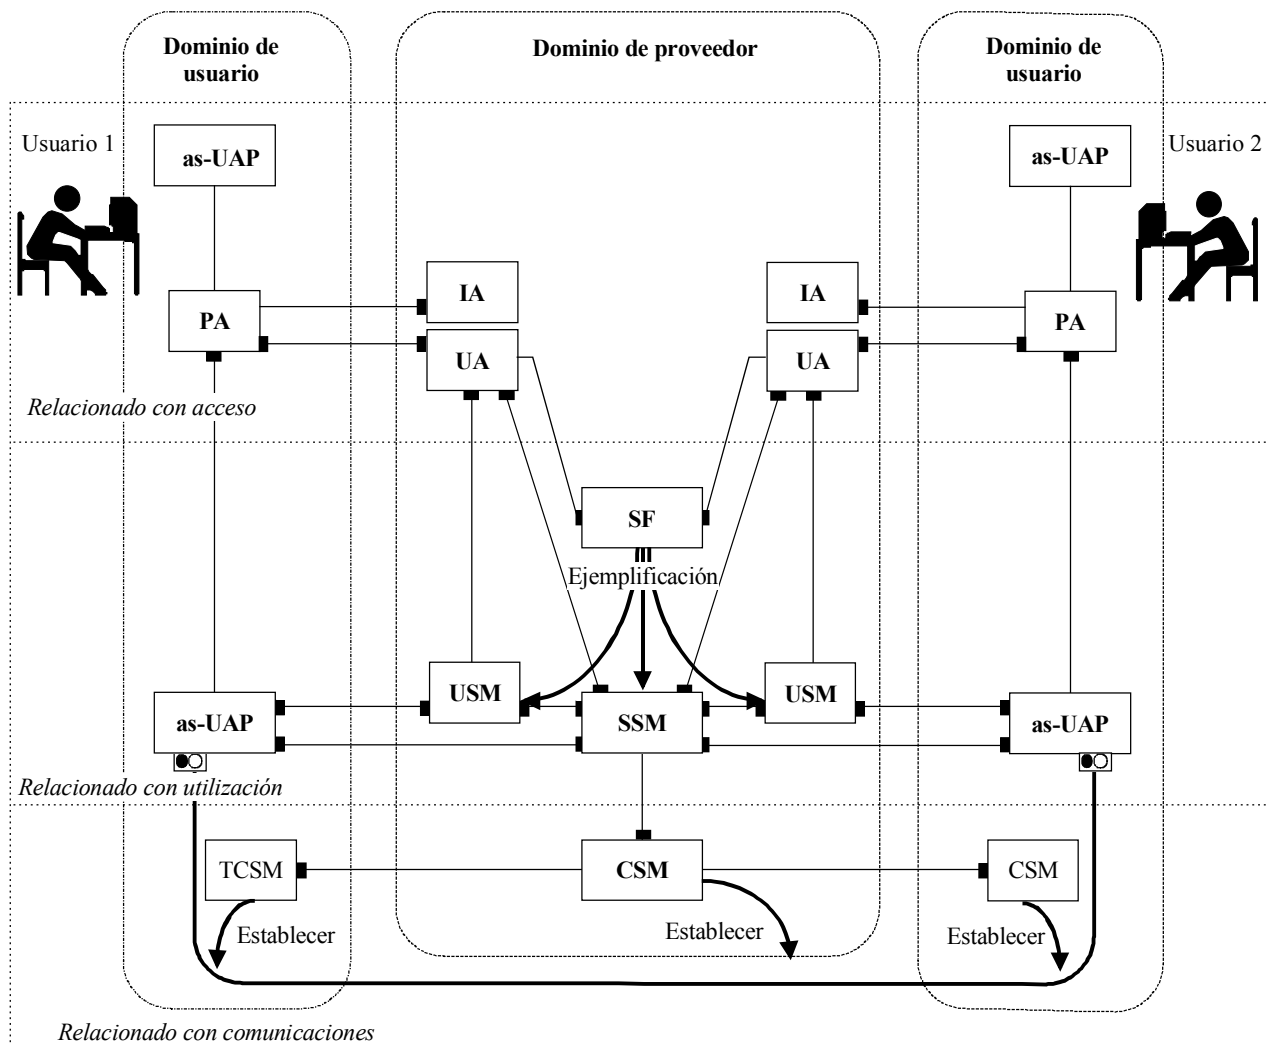 Dominio de
usuario
Dominio de proveedor
Dominio de
usuario
Usuario 1
as-UAP
as-UAP
Usuario 2
IA
IA
PA
PA
UA
UA
Relacionado con acceso
SF
Ejemplificación
USM
USM
as-UAP
SSM
as-UAP
Relacionado con utilización
TCSM
CSM
CSM
Establecer
Establecer
Establecer
Relacionado con comunicaciones